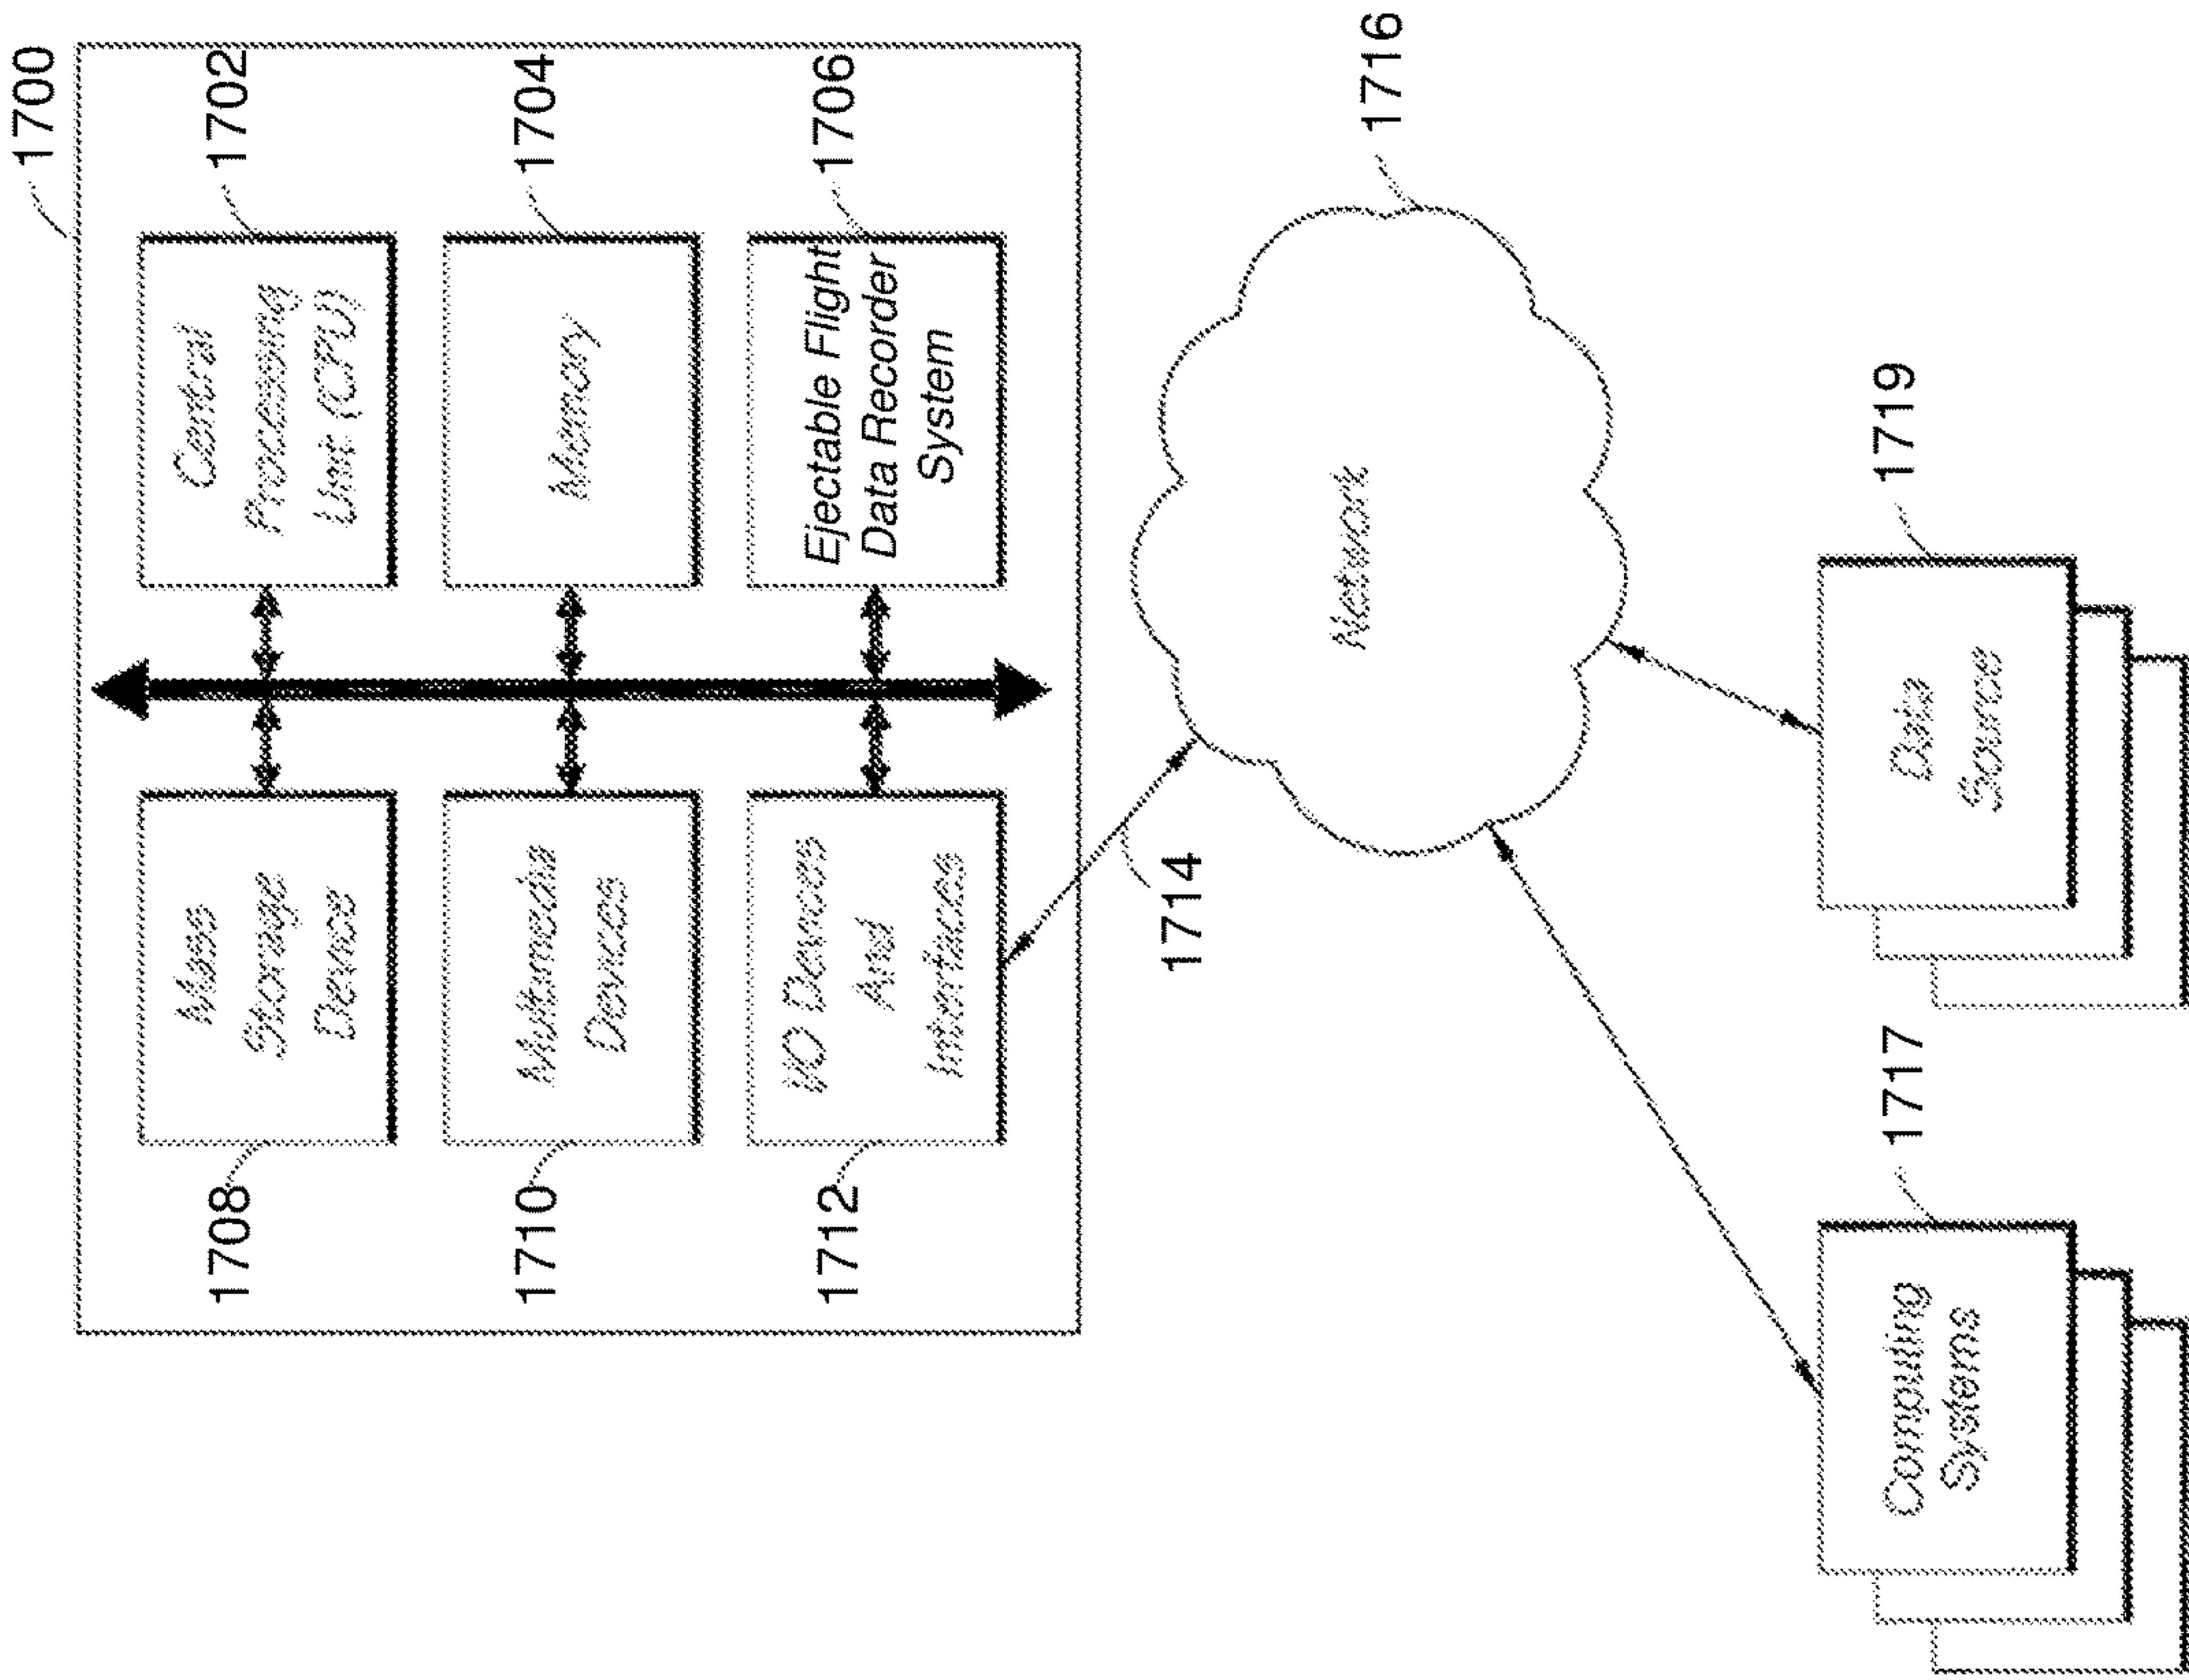 1700
Mass
Storage
Device
1708
Central
Processing
Unit (CPU)
1702
Multimedia
Devices
1710
Memory
1704
I/O Devices
And
Interfaces
1712
Ejectable Flight
Data Recorder
System
1706
1714
Network
1716
Computing
Systems
1717
Data
Source
1719